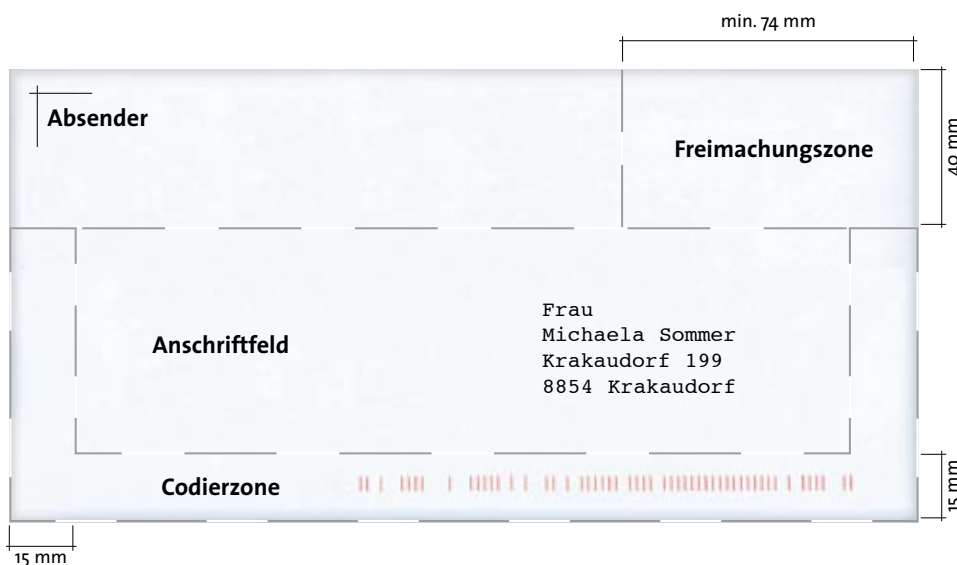 min. 74 mm
Absender
Freimachungszone
40 mm
Anschriftfeld
Frau
Michaela Sommer
Krakaudorf 199
8854 Krakaudorf
Codierzone
15 mm
15 mm